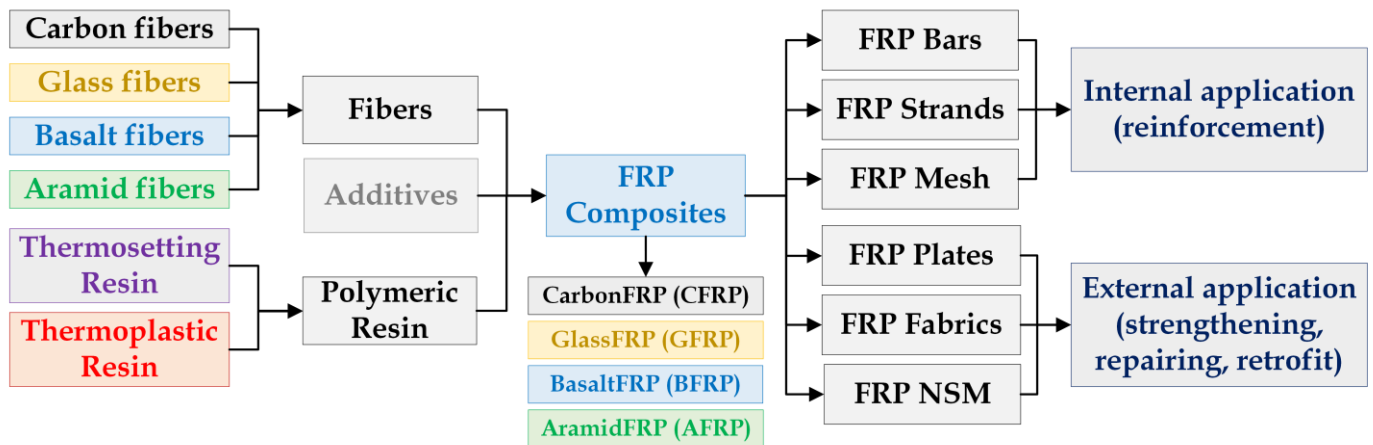 Carbon fibers
Glass fibers
Basalt fibers
Aramid fibers
Thermosetting
Resin
Thermoplastic
Resin
Fibers
Additives
Polymeric
Resin
FRP
Composites
CarbonFRP (CFRP)
GlassFRP (GFRP)
BasaltFRP (BFRP)
AramidFRP (AFRP)
FRP Bars
FRP Strands
FRP Mesh
FRP Plates
FRP Fabrics
FRP NSM
Internal application
(reinforcement)
External application
(strengthening,
repairing, retrofit)